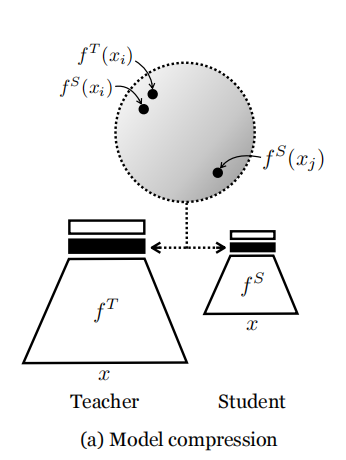 f^T(x_i)
f^S(x_i)
f^S(x_j)
f^T
f^S
x
x
Teacher Student
(a) Model compression